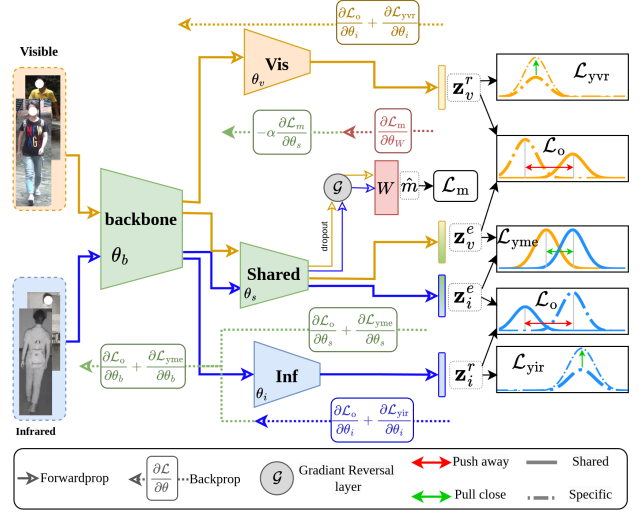 ∂ℒ_o/∂θ_i + ∂ℒ_yvr/∂θ_i
Visible
Vis
θ_v
z_v^r
ℒ_yvr
−α ∂ℒ_m/∂θ_s
∂ℒ_m/∂θ_W
ℒ_o
backbone
θ_b
𝒢
W
m̂
ℒ_m
dropout
Shared
θ_s
z_v^e
ℒ_yme
z_i^e
ℒ_o
∂ℒ_o/∂θ_s + ∂ℒ_yme/∂θ_s
∂ℒ_o/∂θ_b + ∂ℒ_yme/∂θ_b
Inf
θ_i
z_i^r
ℒ_yir
Infrared
∂ℒ_o/∂θ_i + ∂ℒ_yir/∂θ_i
Forwardprop
∂ℒ/∂θ
Backprop
𝒢
Gradiant Reversal
layer
Push away
Shared
Pull close
Specific